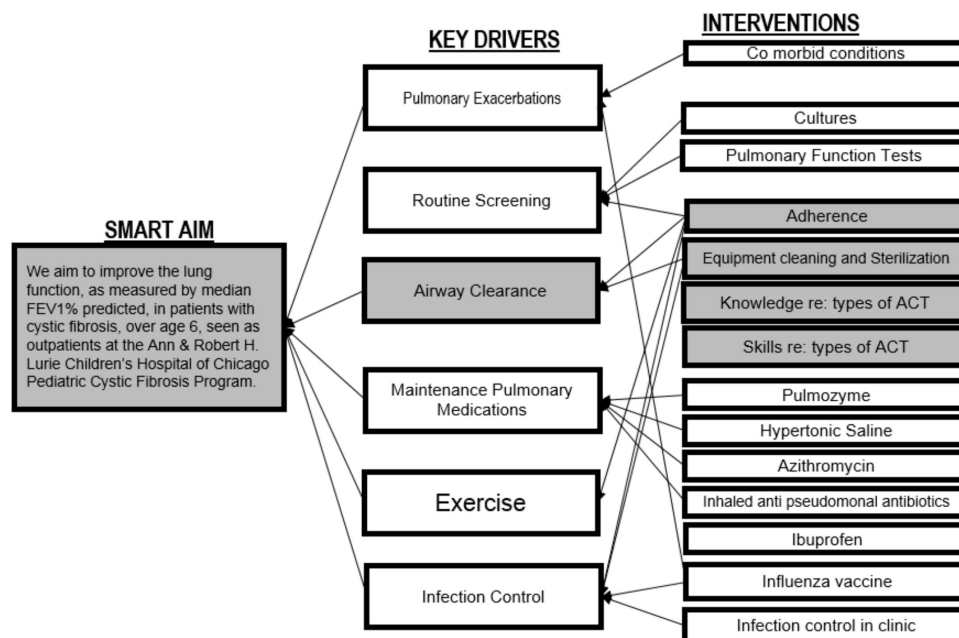 KEY DRIVERS
INTERVENTIONS
Co morbid conditions
Pulmonary Exacerbations
Cultures
Pulmonary Function Tests
Routine Screening
Adherence
SMART AIM
We aim to improve the lung
function, as measured by median
FEV1% predicted, in patients with
cystic fibrosis, over age 6, seen as
outpatients at the Ann & Robert H.
Lurie Children’s Hospital of Chicago
Pediatric Cystic Fibrosis Program.
Equipment cleaning and Sterilization
Airway Clearance
Knowledge re: types of ACT
Skills re: types of ACT
Maintenance Pulmonary
Medications
Pulmozyme
Hypertonic Saline
Azithromycin
Exercise
Inhaled anti pseudomonal antibiotics
Ibuprofen
Influenza vaccine
Infection Control
Infection control in clinic